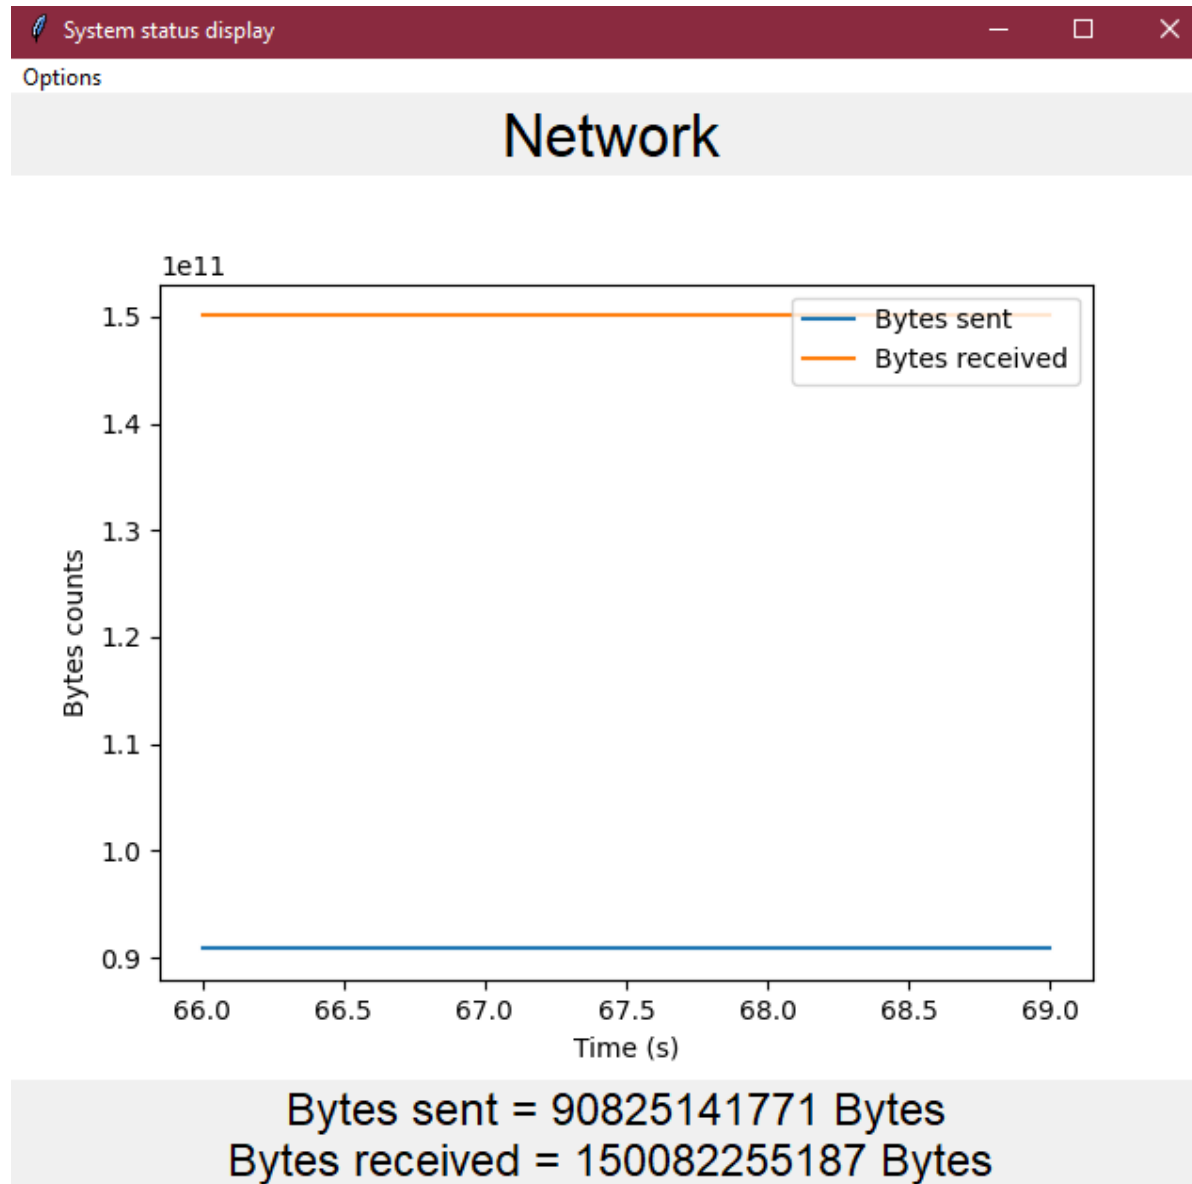 System status display
Options
Network
1e11
1.5
1.4
1.3
1.2
1.1
1.0
0.9
Bytes counts
Bytes sent
Bytes received
66.0 66.5 67.0 67.5 68.0 68.5 69.0
Time (s)
Bytes sent = 90825141771 Bytes
Bytes received = 150082255187 Bytes